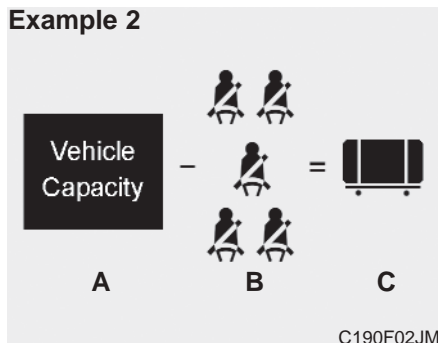 Example 2
Vehicle
Capacity
– =
A B C
C190F02JM